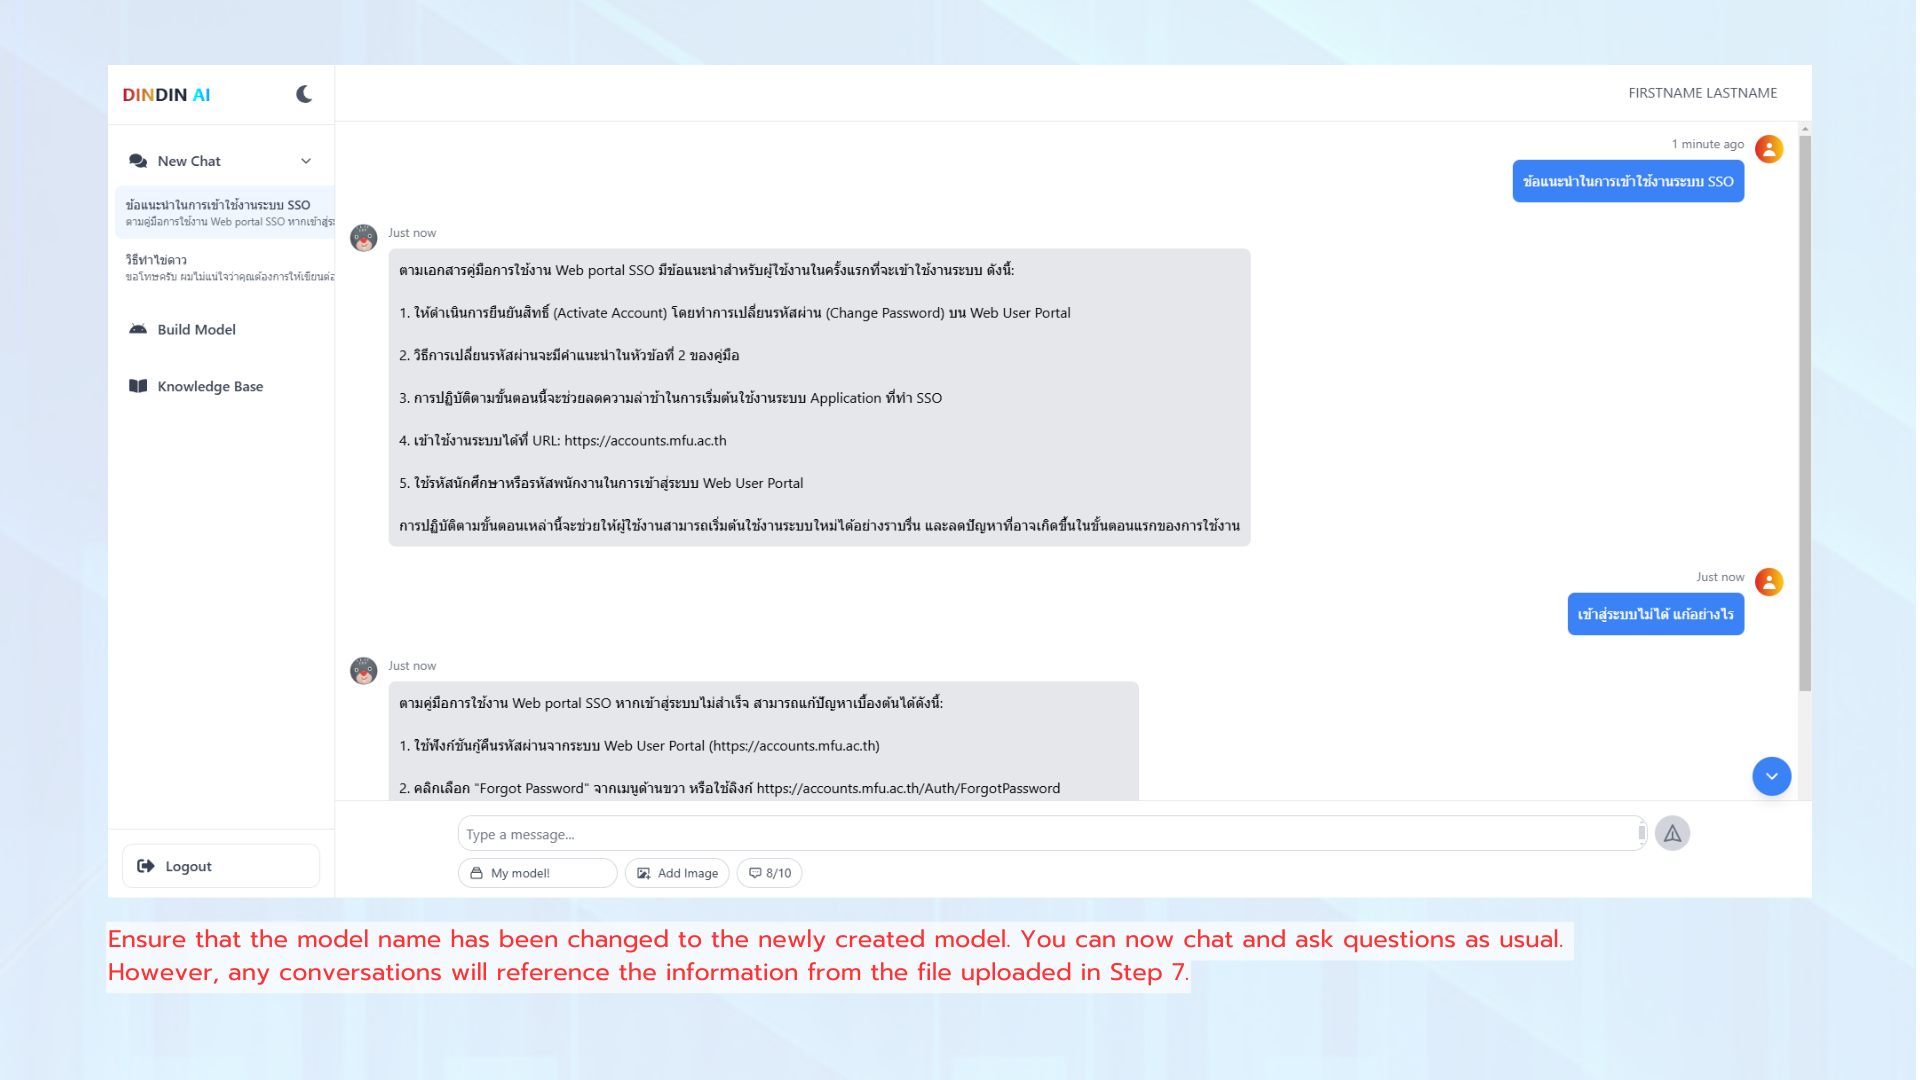 DINDIN AI
FIRSTNAME LASTNAME
New Chat
ข้อแนะนำในการเข้าใช้งานระบบ SSO
ตามคู่มือการใช้งาน Web portal SSO หากเข้าสู่ระ
วิธีทำไข่ดาว
ขอโทษครับ ผมไม่แน่ใจว่าคุณต้องการให้เขียนต่อ
Build Model
Knowledge Base
Logout
1 minute ago
ข้อแนะนำในการเข้าใช้งานระบบ SSO
Just now
ตามเอกสารคู่มือการใช้งาน Web portal SSO มีข้อแนะนำสำหรับผู้ใช้งานในครั้งแรกที่จะเข้าใช้งานระบบ ดังนี้:
1. ให้ดำเนินการยืนยันสิทธิ์ (Activate Account) โดยทำการเปลี่ยนรหัสผ่าน (Change Password) บน Web User Portal
2. วิธีการเปลี่ยนรหัสผ่านจะมีคำแนะนำในหัวข้อที่ 2 ของคู่มือ
3. การปฏิบัติตามขั้นตอนนี้จะช่วยลดความล่าช้าในการเริ่มต้นใช้งานระบบ Application ที่ทำ SSO
4. เข้าใช้งานระบบได้ที่ URL: https://accounts.mfu.ac.th
5. ใช้รหัสนักศึกษาหรือรหัสพนักงานในการเข้าสู่ระบบ Web User Portal
การปฏิบัติตามขั้นตอนเหล่านี้จะช่วยให้ผู้ใช้งานสามารถเริ่มต้นใช้งานระบบใหม่ได้อย่างราบรื่น และลดปัญหาที่อาจเกิดขึ้นในขั้นตอนแรกของการใช้งาน
Just now
เข้าสู่ระบบไม่ได้ แก้อย่างไร
Just now
ตามคู่มือการใช้งาน Web portal SSO หากเข้าสู่ระบบไม่สำเร็จ สามารถแก้ปัญหาเบื้องต้นได้ดังนี้:
1. ใช้ฟังก์ชันกู้คืนรหัสผ่านจากระบบ Web User Portal (https://accounts.mfu.ac.th)
2. คลิกเลือก "Forgot Password" จากเมนูด้านขวา หรือใช้ลิงก์ https://accounts.mfu.ac.th/Auth/ForgotPassword
Type a message...
My model!
Add Image
8/10
Ensure that the model name has been changed to the newly created model. You can now chat and ask questions as usual.
However, any conversations will reference the information from the file uploaded in Step 7.